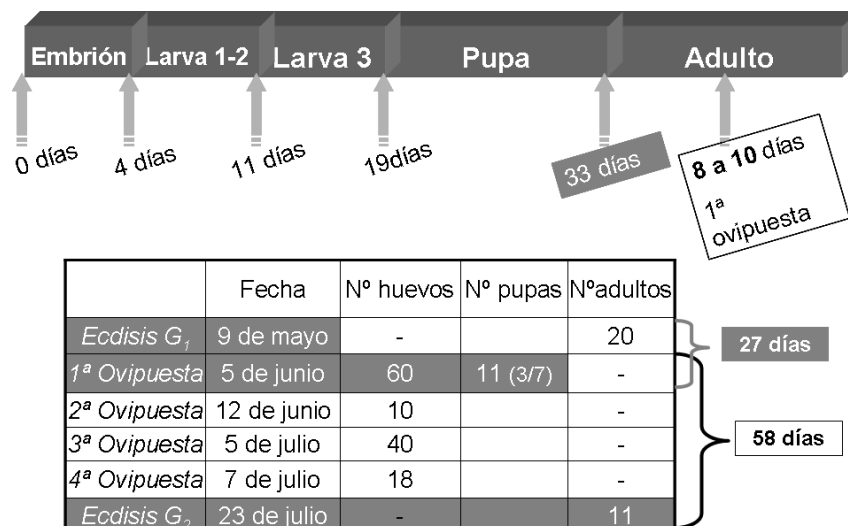 Embrión Larva 1-2 Larva 3 Pupa Adulto
0 días 4 días 11 días 19días 33 días 8 a 10 días
1ª
ovipuesta
Fecha Nº huevos Nº pupas Nºadultos
Ecdisis G1 9 de mayo - 20
27 días
1ª Ovipuesta 5 de junio 60 11 (3/7) -
2ª Ovipuesta 12 de junio 10 -
3ª Ovipuesta 5 de julio 40 -
58 días
4ª Ovipuesta 7 de julio 18 -
Ecdisis G2 23 de julio - 11